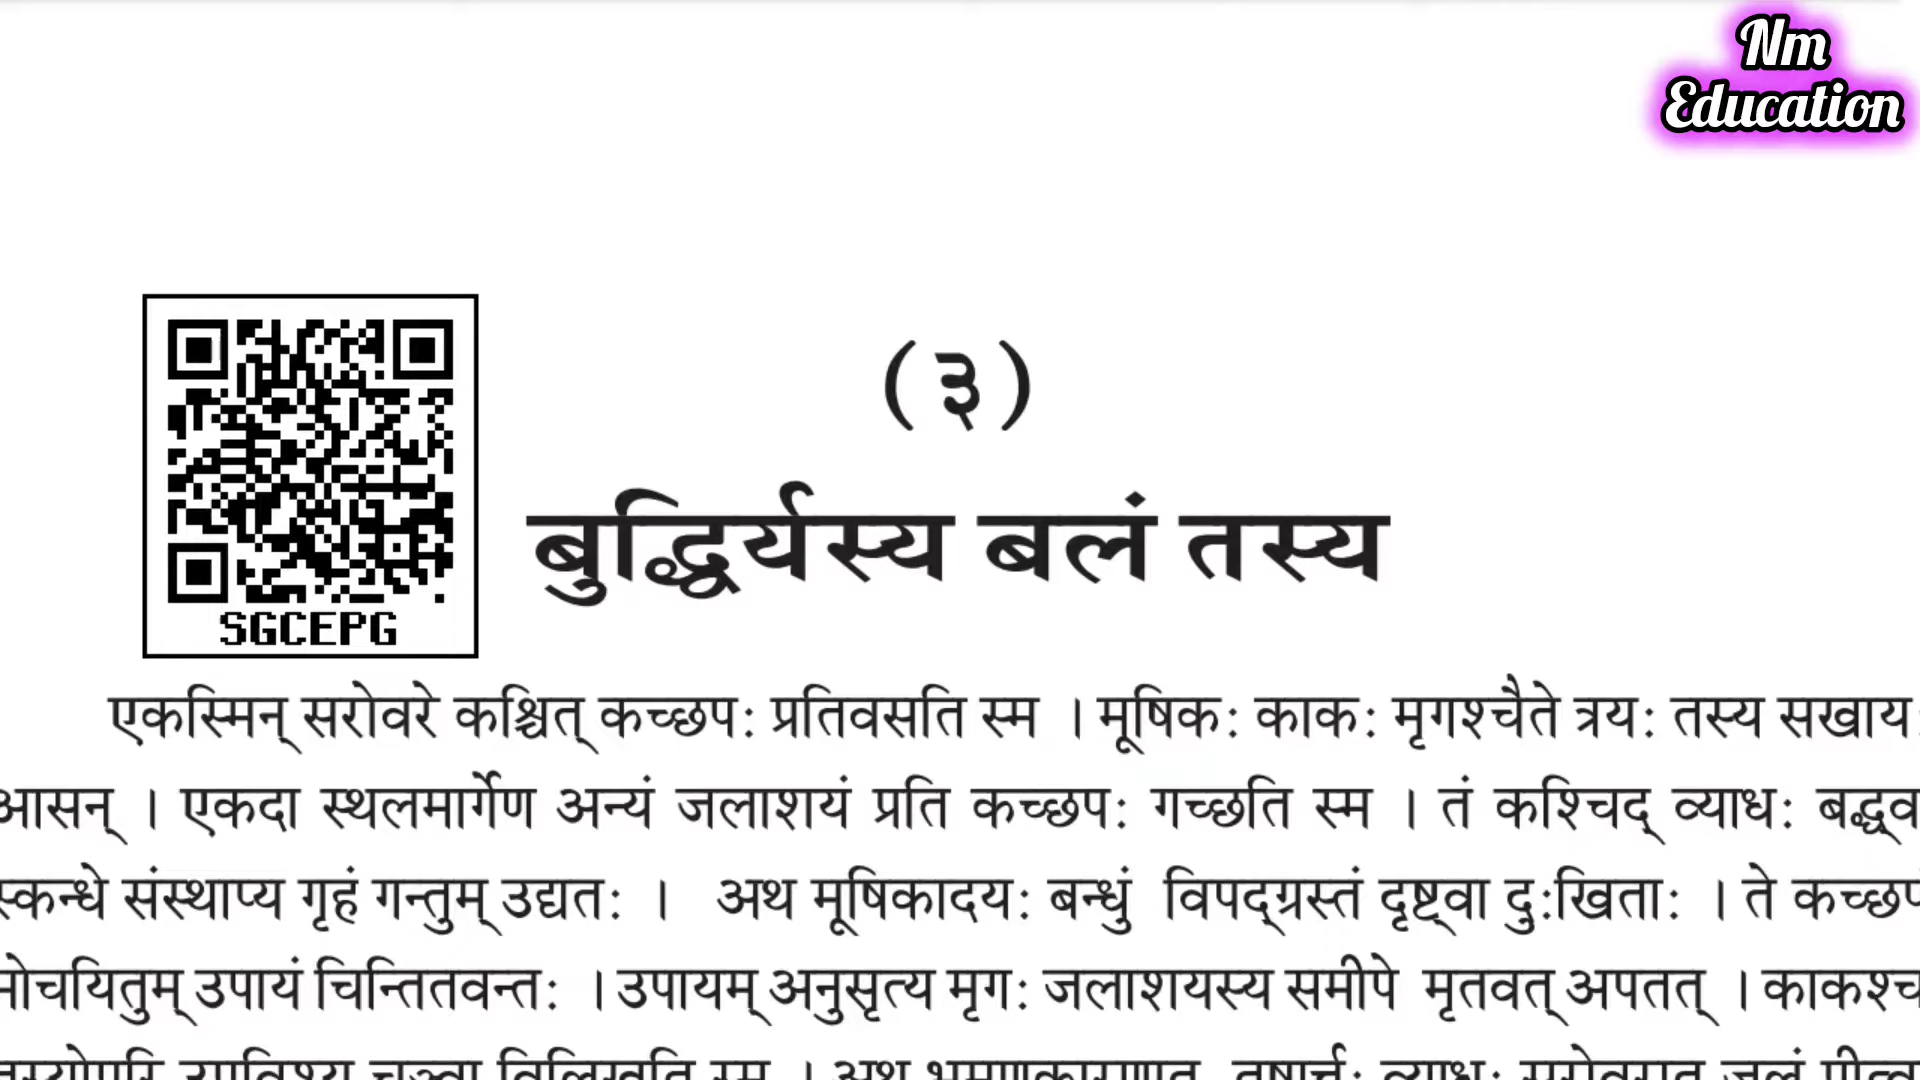 Nm
Education
(३)
बुद्धिर्यस्य बलं तस्य
SGCEPG
एकस्मिन् सरोवरे कश्चित् कच्छपः प्रतिवसति स्म । मूषिकः काकः मृगश्चैते त्रयः तस्य सखायः
आसन् । एकदा स्थलमार्गेण अन्यं जलाशयं प्रति कच्छपः गच्छति स्म । तं कश्चिद् व्याधः
स्कन्धे संस्थाप्य गृहं गन्तुम् उद्यतः । अथ मूषिकादयः बन्धुं विपद्ग्रस्तं दृष्ट्वा दुःखिताः । ते
उपायं चिन्तितवन्तः । उपायम् अनुसृत्य मृगः जलाशयस्य समीपे मृतवत् अपतत् । काकश्च